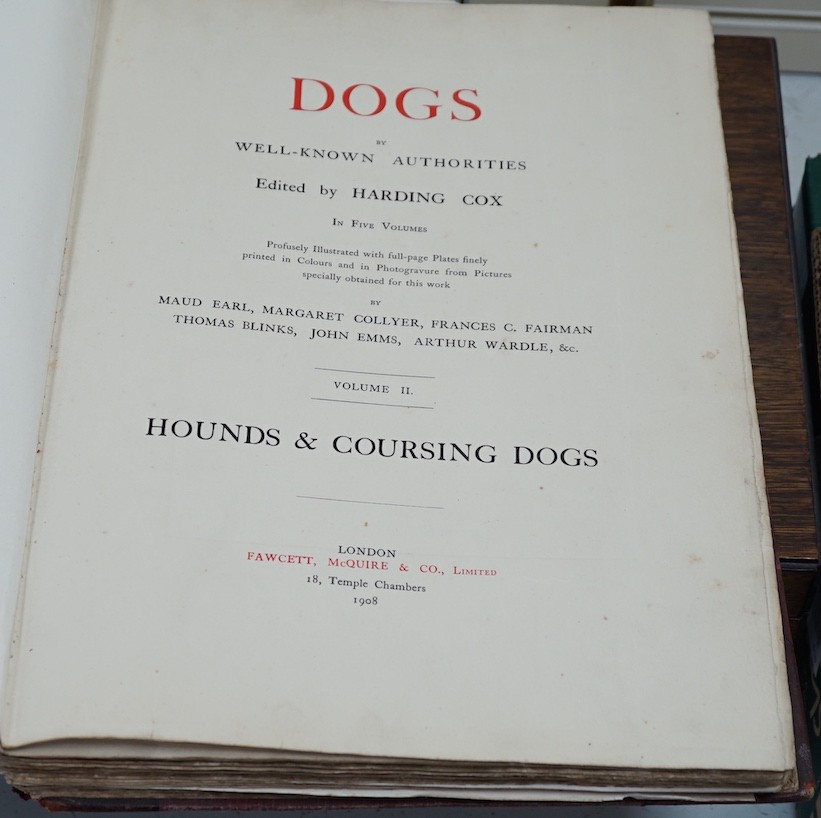 DOGS
BY
WELL-KNOWN AUTHORITIES
Edited by HARDING COX
In Five Volumes
Profusely Illustrated with full-page Plates finely
printed in Colours and in Photogravure from Pictures
specially obtained for this work
BY
MAUD EARL, MARGARET COLLYER, FRANCES C. FAIRMAN
THOMAS BLINKS, JOHN EMMS, ARTHUR WARDLE, &c.
VOLUME II.
HOUNDS & COURSING DOGS
LONDON
FAWCETT, McQUIRE & CO., Limited
18, Temple Chambers
1908